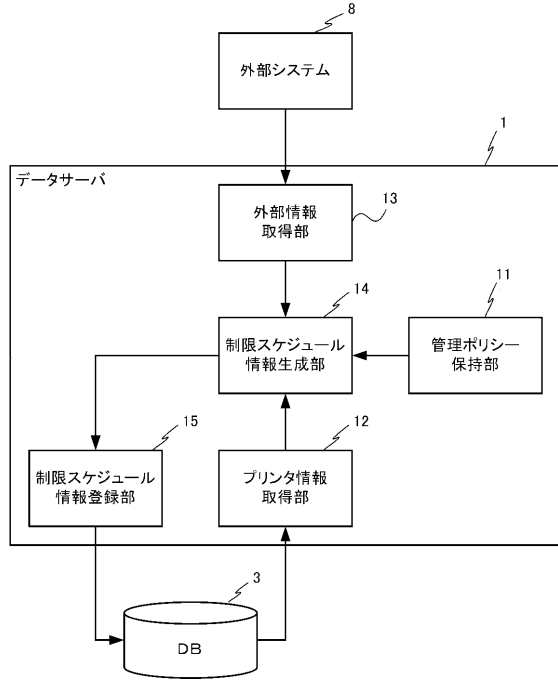 8
外部システム
1
データサーバ
外部情報
取得部
13
14
11
制限スケジュール
情報生成部
管理ポリシー
保持部
15
12
制限スケジュール
情報登録部
プリンタ情報
取得部
3
DB